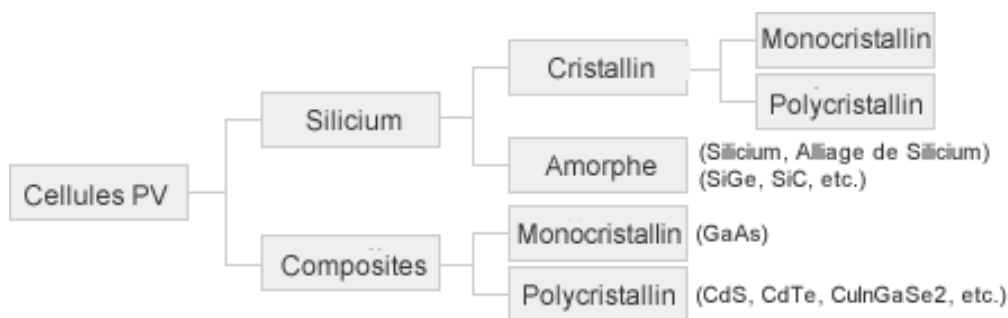 Monocristallin
Cristallin
Polycristallin
Silicium
Amorphe
(Silicium, Alliage de Silicium)
(SiGe, SiC, etc.)
Cellules PV
Monocristallin
(GaAs)
Composites
Polycristallin
(CdS, CdTe, CuInGaSe2, etc.)